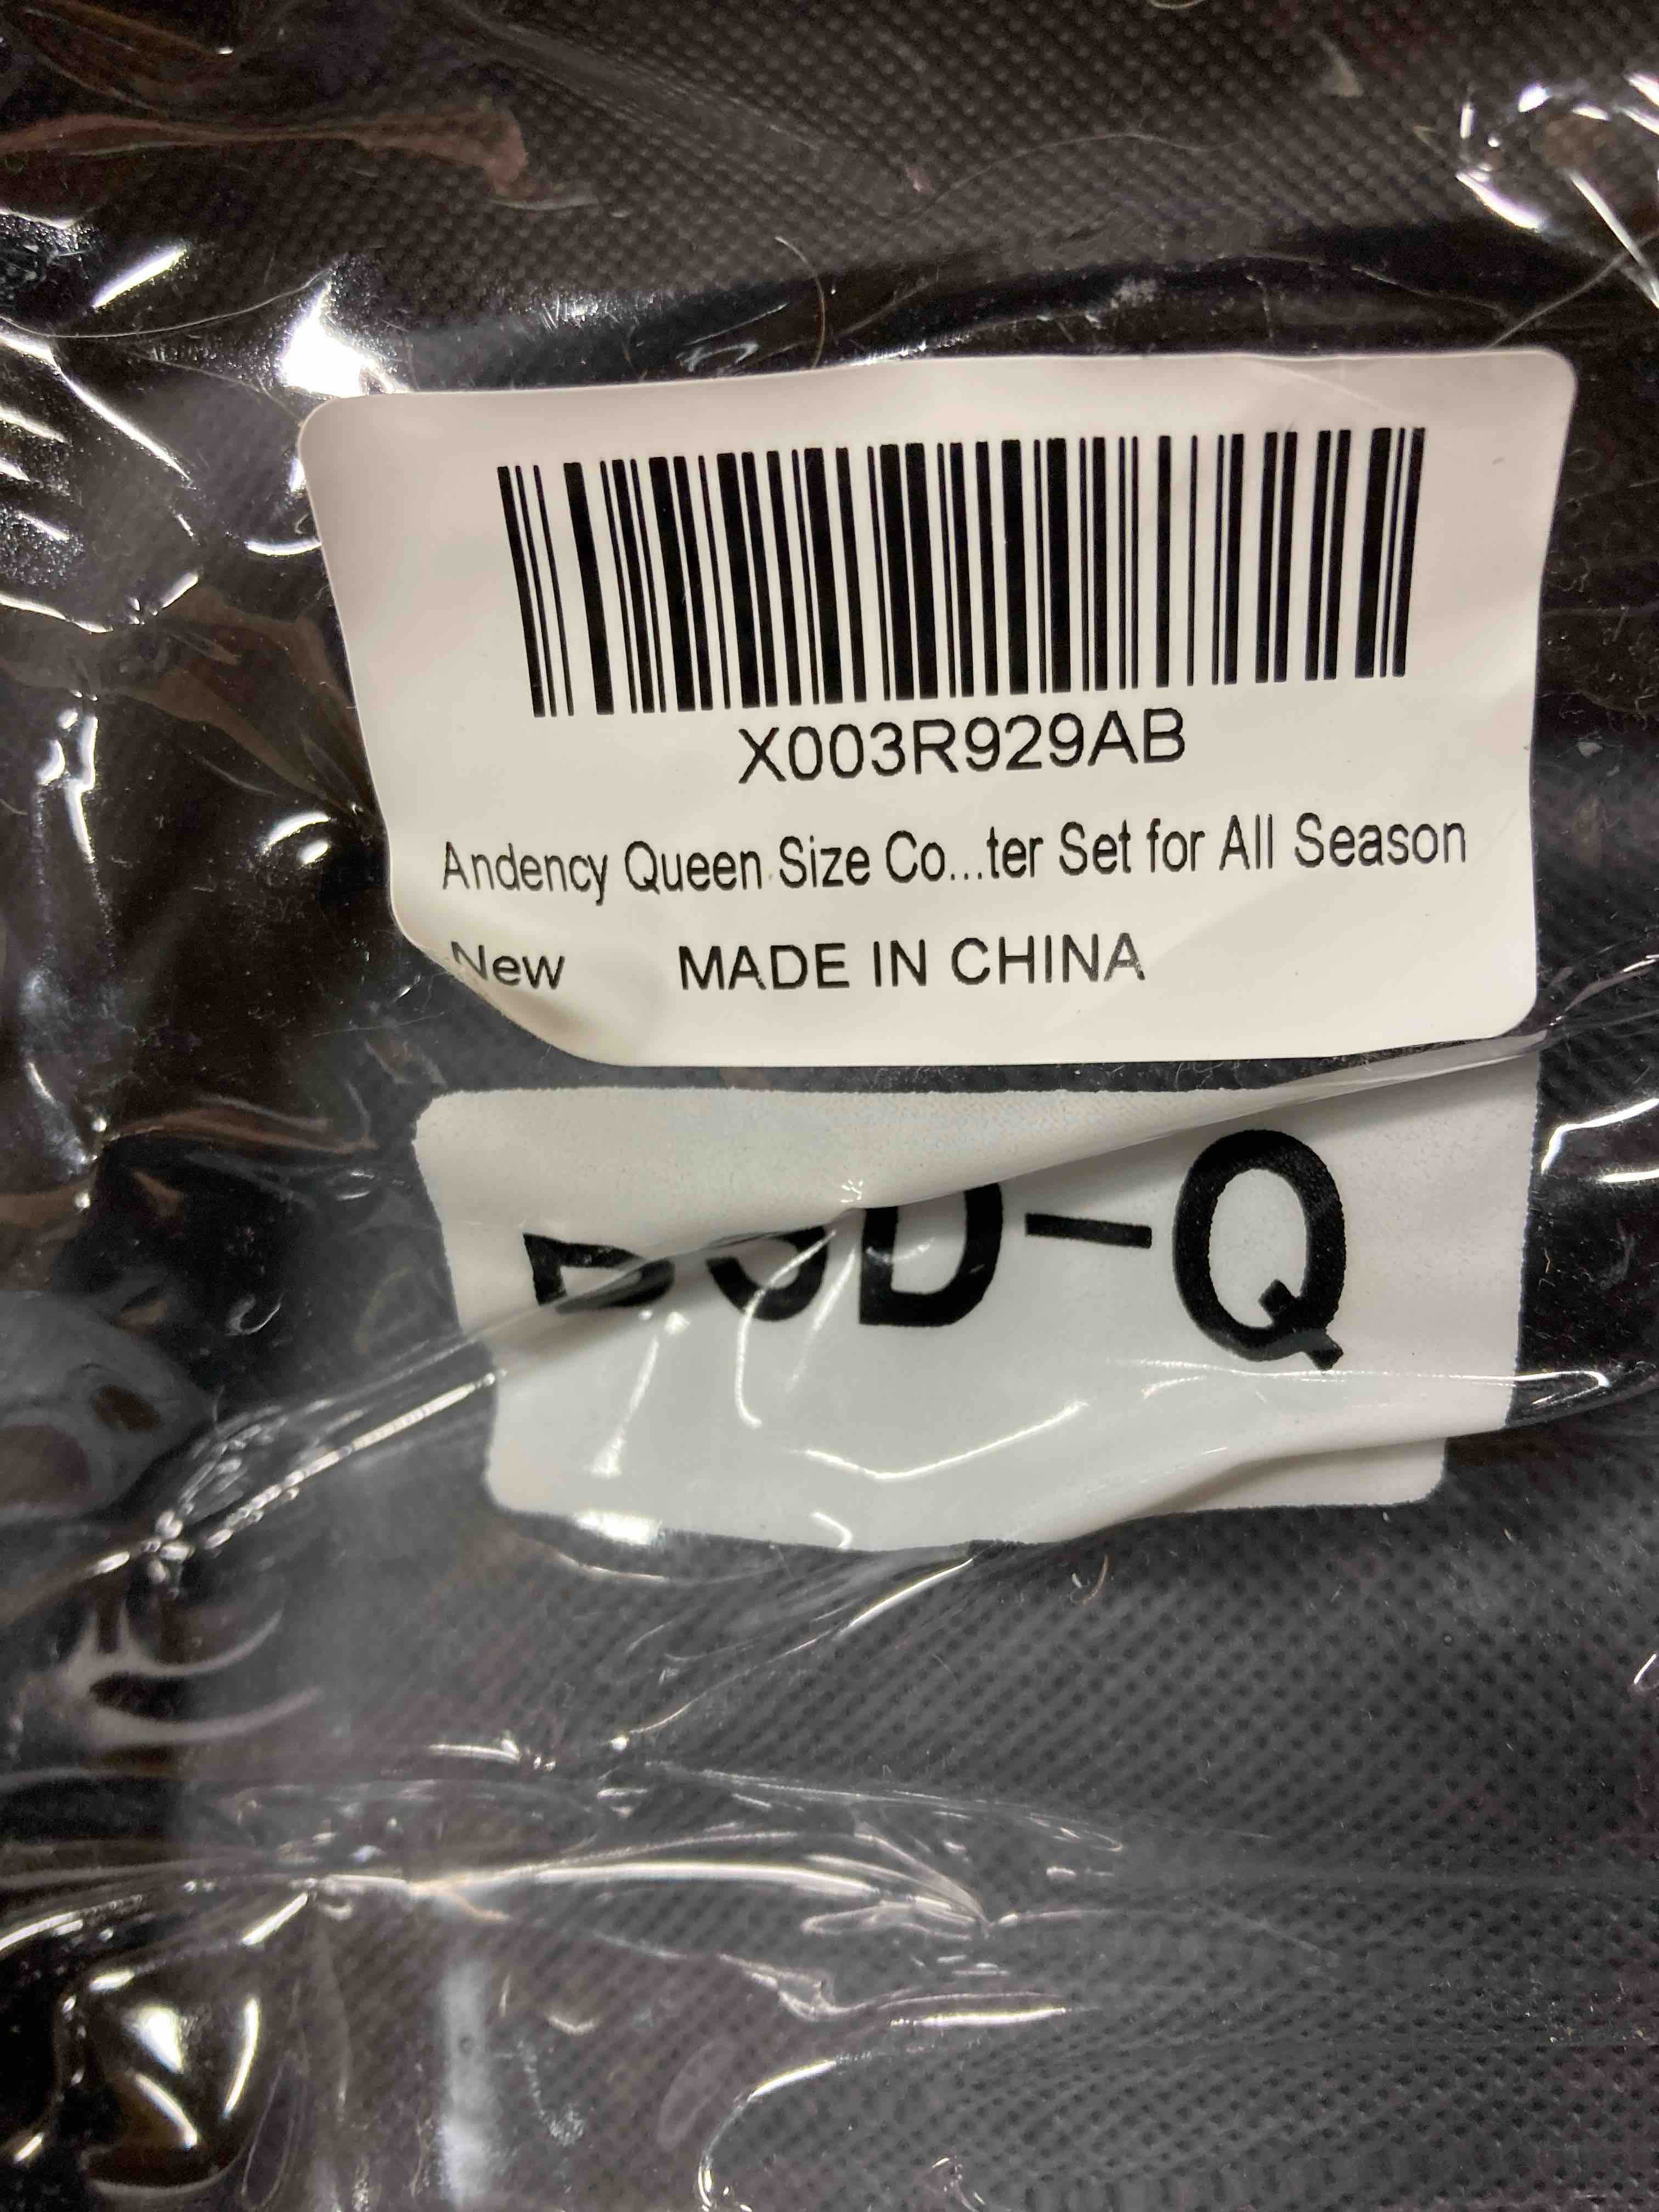 X003R929AB
Andency Queen Size Co...ter Set for All Season
New MADE IN CHINA